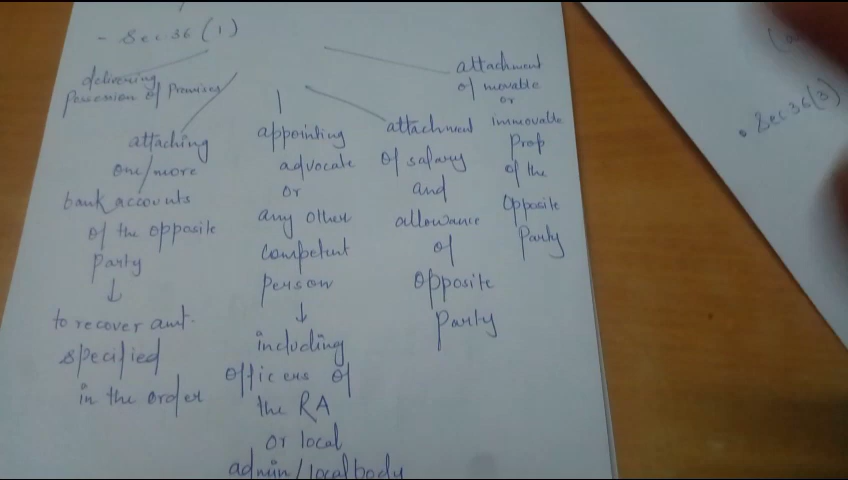 - Sec 36 (1)
delivering
possession of Premises
attaching
one/more
bank accounts
of the opposite
party
↓
to recover amt.
specified
in the order
appointing
advocate
or
any other
competent
person
↓
including
officers of
the RA
or local
admin/localbody
attachment
of salary
and
allowance
of
opposite
party
attachment
of movable
or
immovable
Prop
of the
opposite
Party
• Sec 36(3)